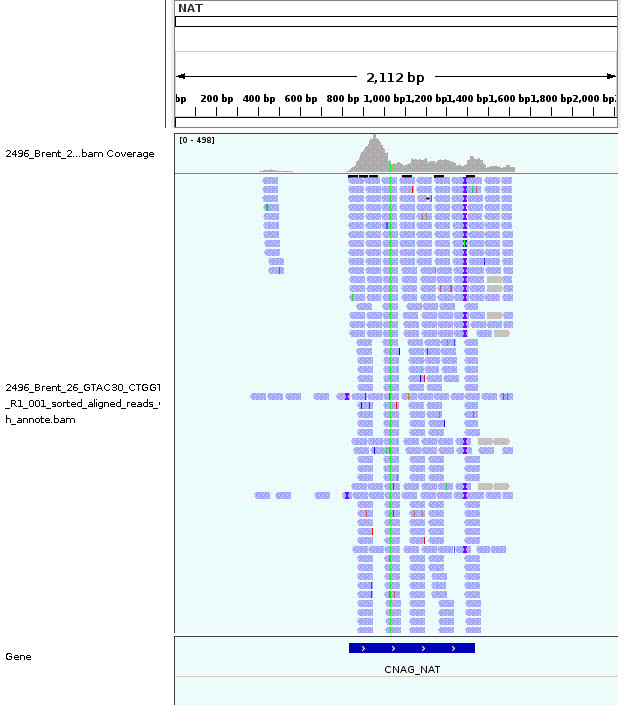 NAT
2,112 bp
bp 200 bp 400 bp 600 bp 800 bp 1,000 bp 1,200 bp 1,400 bp 1,600 bp 1,800 bp 2,000 bp
[0 - 498]
2496_Brent_2...bam Coverage
2496_Brent_26_GTAC30_CTGGT
_R1_001_sorted_aligned_reads_
h_annote.bam
Gene
CNAG_NAT